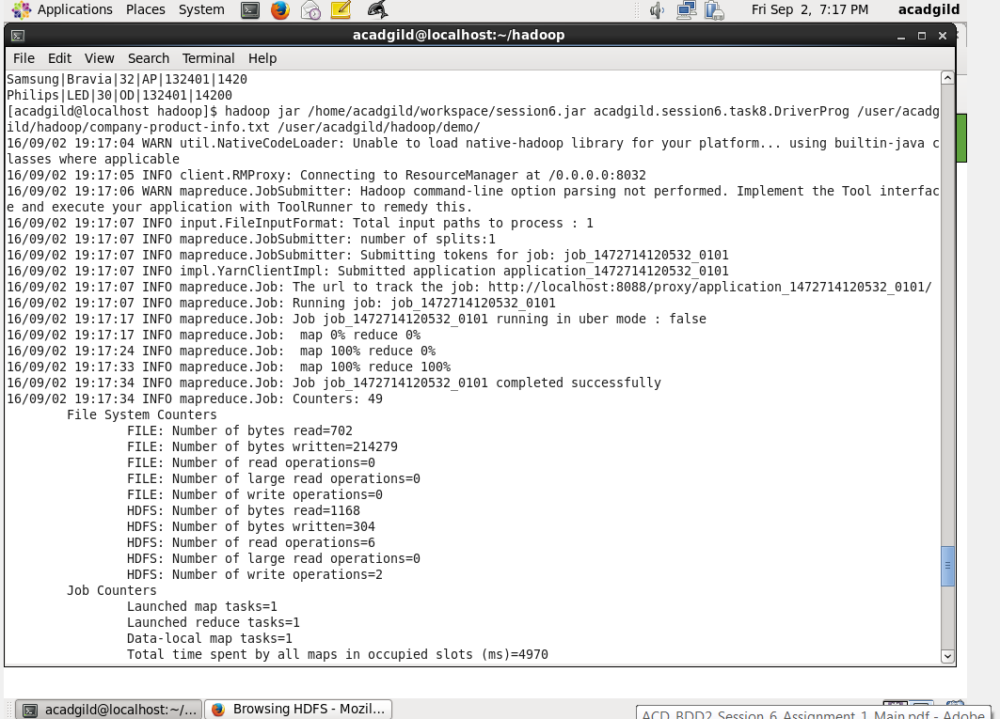 Applications Places System Fri Sep 2, 7:17 PM acadgild
acadgild@localhost:~/hadoop
File Edit View Search Terminal Help
Samsung|Bravia|32|AP|132401|1420
Philips|LED|30|OD|132401|14200
[acadgild@localhost hadoop]$ hadoop jar /home/acadgild/workspace/session6.jar acadgild.session6.task8.DriverProg /user/acadg
ild/hadoop/company-product-info.txt /user/acadgild/hadoop/demo/
16/09/02 19:17:04 WARN util.NativeCodeLoader: Unable to load native-hadoop library for your platform... using builtin-java c
lasses where applicable
16/09/02 19:17:05 INFO client.RMProxy: Connecting to ResourceManager at /0.0.0.0:8032
16/09/02 19:17:06 WARN mapreduce.JobSubmitter: Hadoop command-line option parsing not performed. Implement the Tool interfac
e and execute your application with ToolRunner to remedy this.
16/09/02 19:17:07 INFO input.FileInputFormat: Total input paths to process : 1
16/09/02 19:17:07 INFO mapreduce.JobSubmitter: number of splits:1
16/09/02 19:17:07 INFO mapreduce.JobSubmitter: Submitting tokens for job: job_1472714120532_0101
16/09/02 19:17:07 INFO impl.YarnClientImpl: Submitted application application_1472714120532_0101
16/09/02 19:17:07 INFO mapreduce.Job: The url to track the job: http://localhost:8088/proxy/application_1472714120532_0101/
16/09/02 19:17:07 INFO mapreduce.Job: Running job: job_1472714120532_0101
16/09/02 19:17:17 INFO mapreduce.Job: Job job_1472714120532_0101 running in uber mode : false
16/09/02 19:17:17 INFO mapreduce.Job:  map 0% reduce 0%
16/09/02 19:17:24 INFO mapreduce.Job:  map 100% reduce 0%
16/09/02 19:17:33 INFO mapreduce.Job:  map 100% reduce 100%
16/09/02 19:17:34 INFO mapreduce.Job: Job job_1472714120532_0101 completed successfully
16/09/02 19:17:34 INFO mapreduce.Job: Counters: 49
File System Counters
FILE: Number of bytes read=702
FILE: Number of bytes written=214279
FILE: Number of read operations=0
FILE: Number of large read operations=0
FILE: Number of write operations=0
HDFS: Number of bytes read=1168
HDFS: Number of bytes written=304
HDFS: Number of read operations=6
HDFS: Number of large read operations=0
HDFS: Number of write operations=2
Job Counters
Launched map tasks=1
Launched reduce tasks=1
Data-local map tasks=1
Total time spent by all maps in occupied slots (ms)=4970
acadgild@localhost:~/... Browsing HDFS - Mozil...
ACD_BDD2_Session_6_Assignment_1_Main.pdf - Adobe